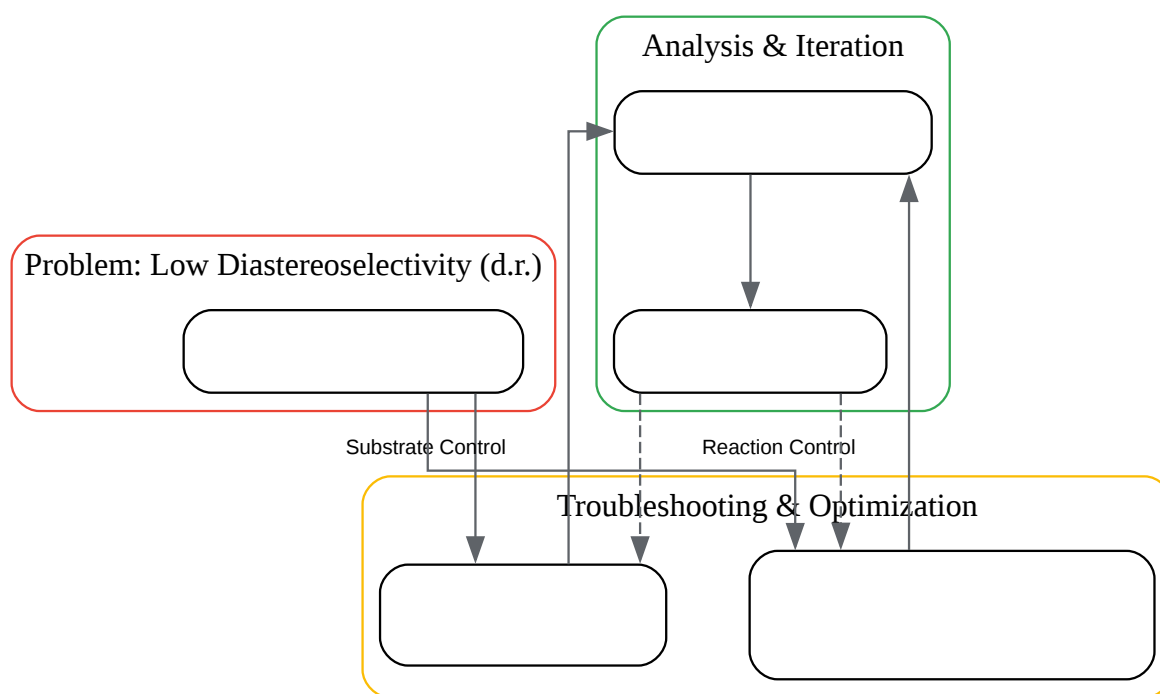 Analysis & Iteration
Problem: Low Diastereoselectivity (d.r.)
Substrate Control
Reaction Control
Troubleshooting & Optimization